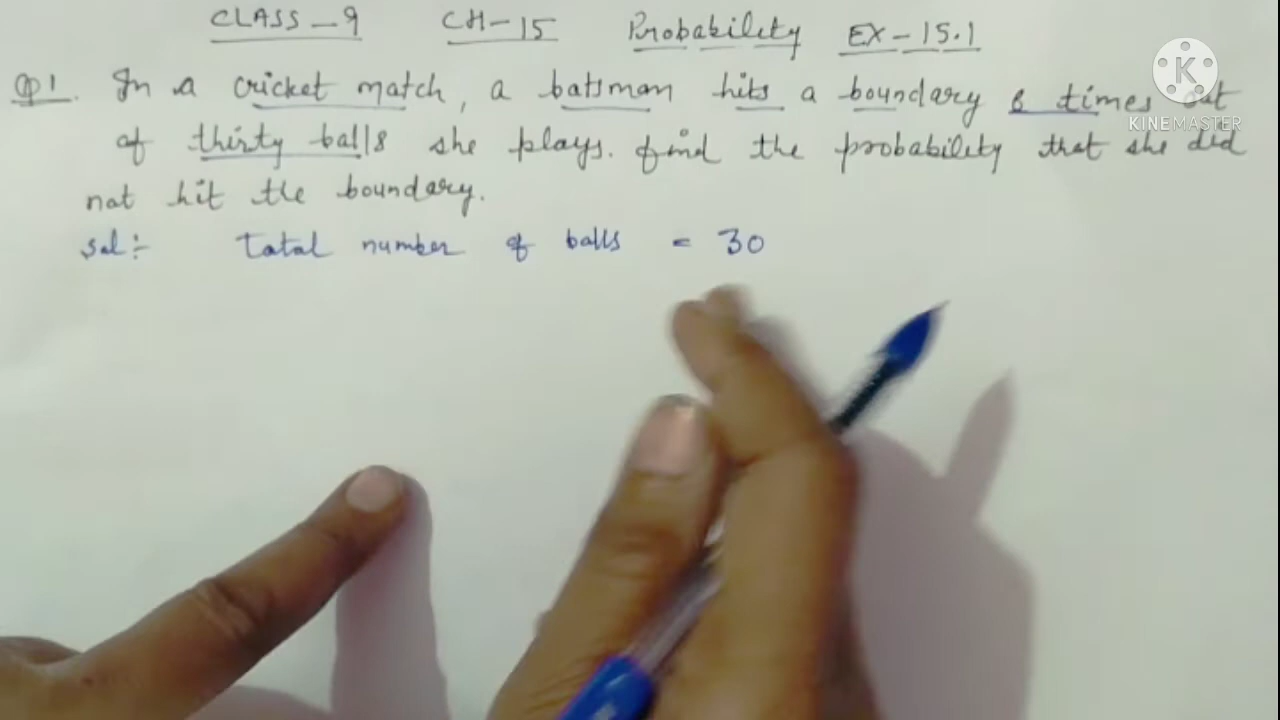 CLASS - 9 CH-15 Probability EX-15.1
Q1. In a cricket match, a batsman hits a boundary 6 times out
of thirty balls she plays. find the probability that she did
not hit the boundary.
Sol:- Total number of balls = 30
K
KINEMASTER